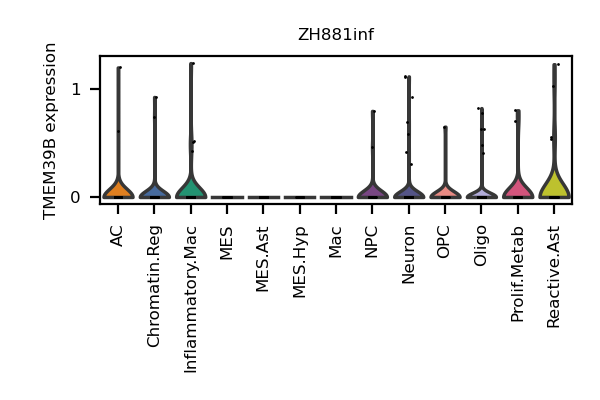 ZH881inf
TMEM39B expression
1
0
AC
Chromatin.Reg
Inflammatory.Mac
MES
MES.Ast
MES.Hyp
Mac
NPC
Neuron
OPC
Oligo
Prolif.Metab
Reactive.Ast